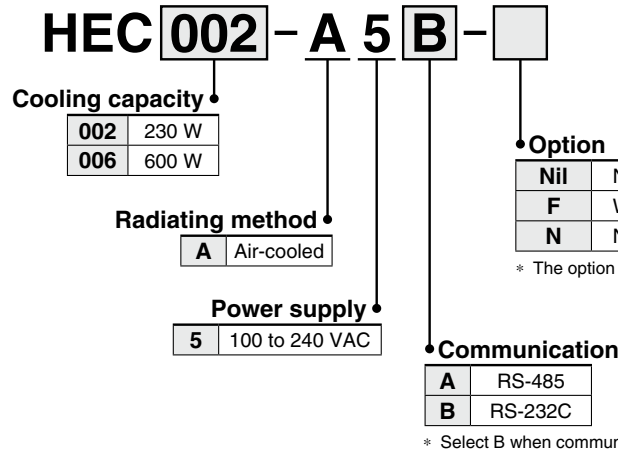 HEC 002 - A 5 B -
Cooling capacity
002 230 W
006 600 W
Radiating method
A Air-cooled
Power supply
5 100 to 240 VAC
Option
Nil
F
N
* The option
Communication
A RS-485
B RS-232C
* Select B when